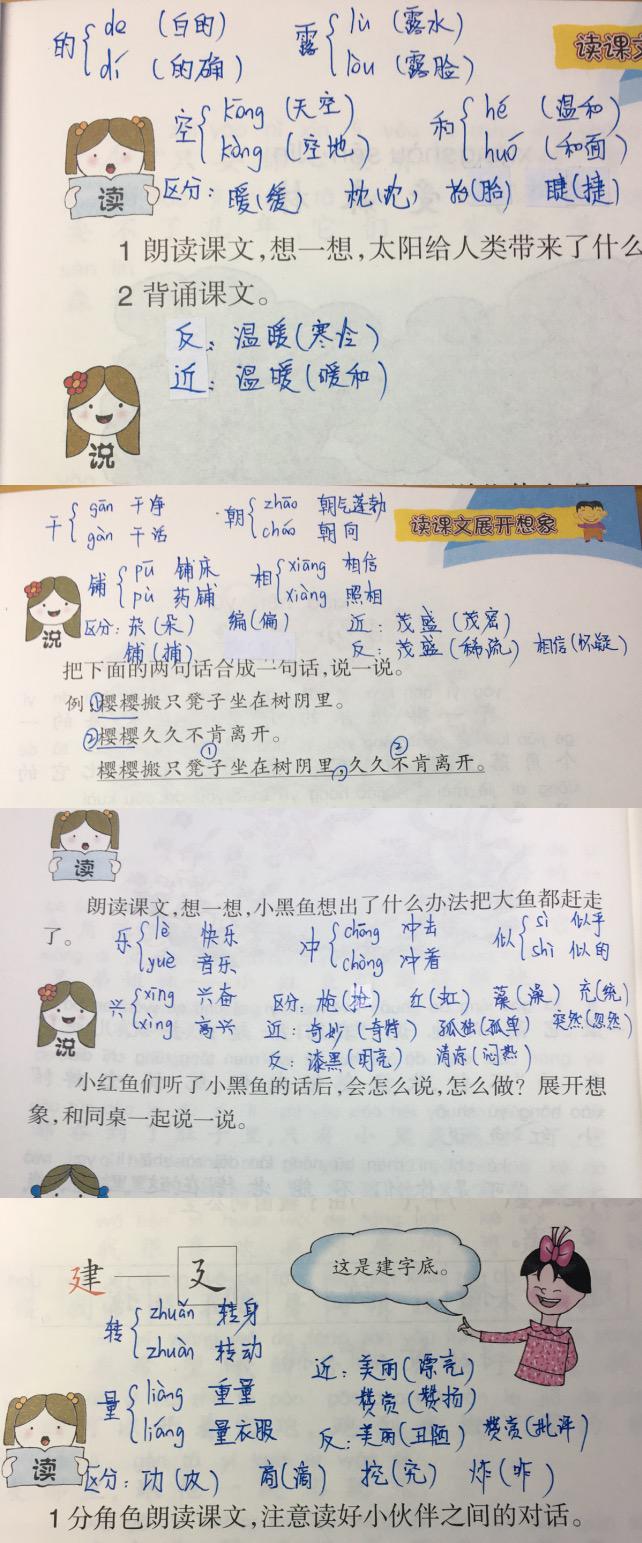 的 de (白的) 露 lù (露水)
dí (的确) lòu (露脸)
读课文
空 kōng (天空) 和 hé (温和)
kòng (空地) huó (和面)
读
区分: 暖(缓) 枕(忱) 抬(胎) 睫(捷)
1 朗读课文,想一想,太阳给人类带来了什么
2 背诵课文。
反: 温暖(寒冷)
近: 温暖(暖和)
说
干 gān 干净 朝 zhāo 朝气蓬勃
gàn 干活 cháo 朝向
读课文展开想象
铺 pū 铺床 相 xiāng 相信
pù 药铺 xiàng 照相
说
区分: 杂(朵) 编(偏) 近: 茂盛(茂密)
铺(捕) 反: 茂盛(稀疏) 相信(怀疑)
把下面的两句话合成一句话,说一说。
例:①樱樱搬只凳子坐在树阴里。
②樱樱久久不肯离开。
① ②
樱樱搬只凳子坐在树阴里,久久不肯离开。
读
朗读课文,想一想,小黑鱼想出了什么办法把大鱼都赶走
了。 乐 lè 快乐 冲 chōng 冲去 似 sì 似乎
yuè 音乐 chòng 冲着 shì 似的
兴 xīng 兴奋 区分: 枪(抢) 红(虹) 藻(澡) 充(统)
xìng 高兴 近: 奇妙(奇特) 孤独(孤单) 突然(忽然)
说
反: 漆黑(明亮) 清凉(闷热)
小红鱼们听了小黑鱼的话后,会怎么说,怎么做? 展开想
象,和同桌一起说一说。
建 —— 廴
这是建字底。
转 zhuǎn 转身
zhuàn 转动
近: 美丽(漂亮)
量 liàng 重量 赞赏(赞扬)
liáng 量衣服 反: 美丽(丑陋) 赞赏(批评)
读
区分: 功(攻) 商(滴) 挖(究) 炸(昨)
1 分角色朗读课文,注意读好小伙伴之间的对话。